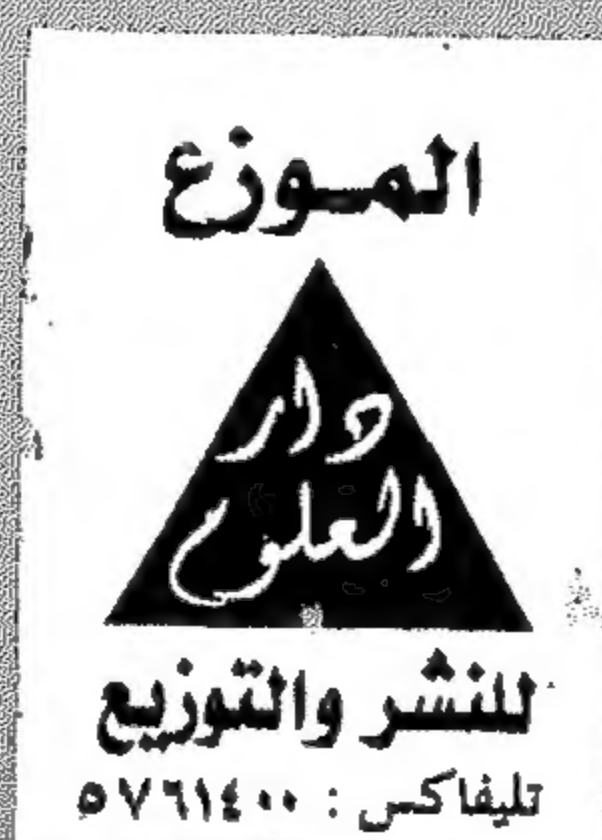 الموزع
دار
العلوم
للنشر والتوزيع
تليفاكس : ٥٧٦١٤٠٠